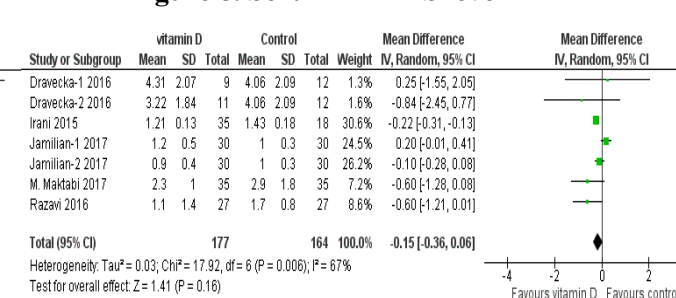 vitamin D Control Mean Difference Mean Difference
Study or Subgroup Mean SD Total Mean SD Total Weight IV, Random, 95% CI IV, Random, 95% CI
Dravecka-1 2016 4.31 2.07 9 4.06 2.09 12 1.3% 0.25 [-1.55, 2.05]
Dravecka-2 2016 3.22 1.84 11 4.06 2.09 12 1.6% -0.84 [-2.45, 0.77]
Irani 2015 1.21 0.13 35 1.43 0.18 18 30.6% -0.22 [-0.31, -0.13]
Jamilian-1 2017 1.2 0.5 30 1 0.3 30 24.5% 0.20 [-0.01, 0.41]
Jamilian-2 2017 0.9 0.4 30 1 0.3 30 26.2% -0.10 [-0.28, 0.08]
M. Maktabi 2017 2.3 1 35 2.9 1.8 35 7.2% -0.60 [-1.28, 0.08]
Razavi 2016 1.1 1.4 27 1.7 0.8 27 8.6% -0.60 [-1.21, 0.01]
Total (95% CI) 177 164 100.0% -0.15 [-0.36, 0.06]
Heterogeneity: Tau² = 0.03; Chi² = 17.92, df = 6 (P = 0.006); I² = 67%
Test for overall effect: Z = 1.41 (P = 0.16)
-4 -2 0 2
Favours vitamin D Favours contro